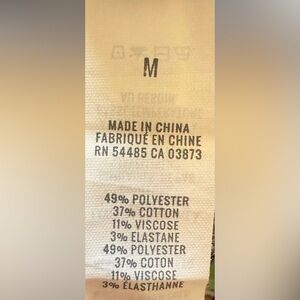 M
MADE IN CHINA
FABRIQUÉ EN CHINE
RN 54485 CA 03873
49% POLYESTER
37% COTTON
11% VISCOSE
3% ELASTANE
49% POLYESTER
37% COTON
11% VISCOSE
3% ÉLASTHANNE